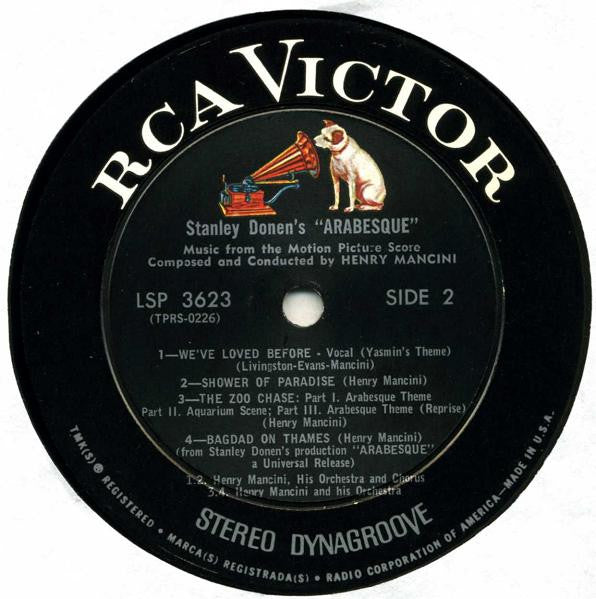 RCA VICTOR
Stanley Donen's "ARABESQUE"
Music from the Motion Picture Score
Composed and Conducted by HENRY MANCINI
LSP 3623
(TPRS-0226)
SIDE 2
1—WE'VE LOVED BEFORE - Vocal (Yasmin's Theme)
(Livingston-Evans-Mancini)
2—SHOWER OF PARADISE (Henry Mancini)
3—THE ZOO CHASE: Part I. Arabesque Theme
Part II. Aquarium Scene; Part III. Arabesque Theme (Reprise)
(Henry Mancini)
4—BAGDAD ON THAMES (Henry Mancini)
(from Stanley Donen's production "ARABESQUE"
a Universal Release)
1.2. Henry Mancini, His Orchestra and Chorus
3.4. Henry Mancini and his Orchestra
STEREO DYNAGROOVE
TMK(S) ® REGISTERED • MARCA(S) REGISTRADA(S) • RADIO CORPORATION OF AMERICA—MADE IN U.S.A.